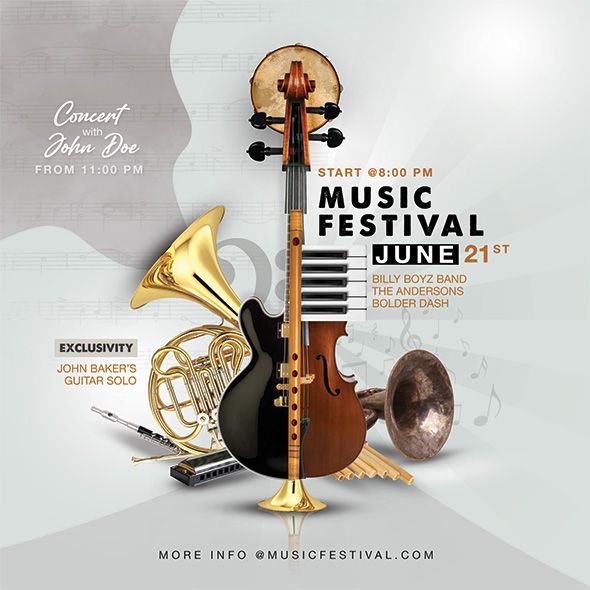 Concert
with
John Doe
FROM 11:00 PM
START @8:00 PM
MUSIC
FESTIVAL
JUNE 21ST
BILLY BOYZ BAND
THE ANDERSONS
BOLDER DASH
EXCLUSIVITY
JOHN BAKER'S
GUITAR SOLO
MORE INFO @MUSICFESTIVAL.COM